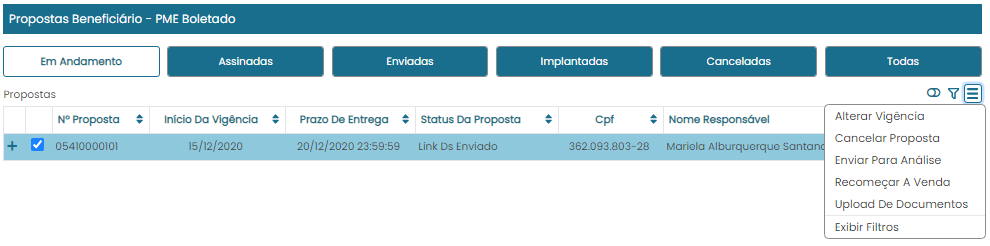 Propostas Beneficiário - PME Boletado
Em Andamento Assinadas Enviadas Implantadas Canceladas Todas
Propostas
Nº Proposta Início Da Vigência Prazo De Entrega Status Da Proposta Cpf Nome Responsável
05410000101 15/12/2020 20/12/2020 23:59:59 Link Ds Enviado 362.093.803-28 Mariela Alburquerque Santana
Alterar Vigência
Cancelar Proposta
Enviar Para Análise
Recomeçar A Venda
Upload De Documentos
Exibir Filtros